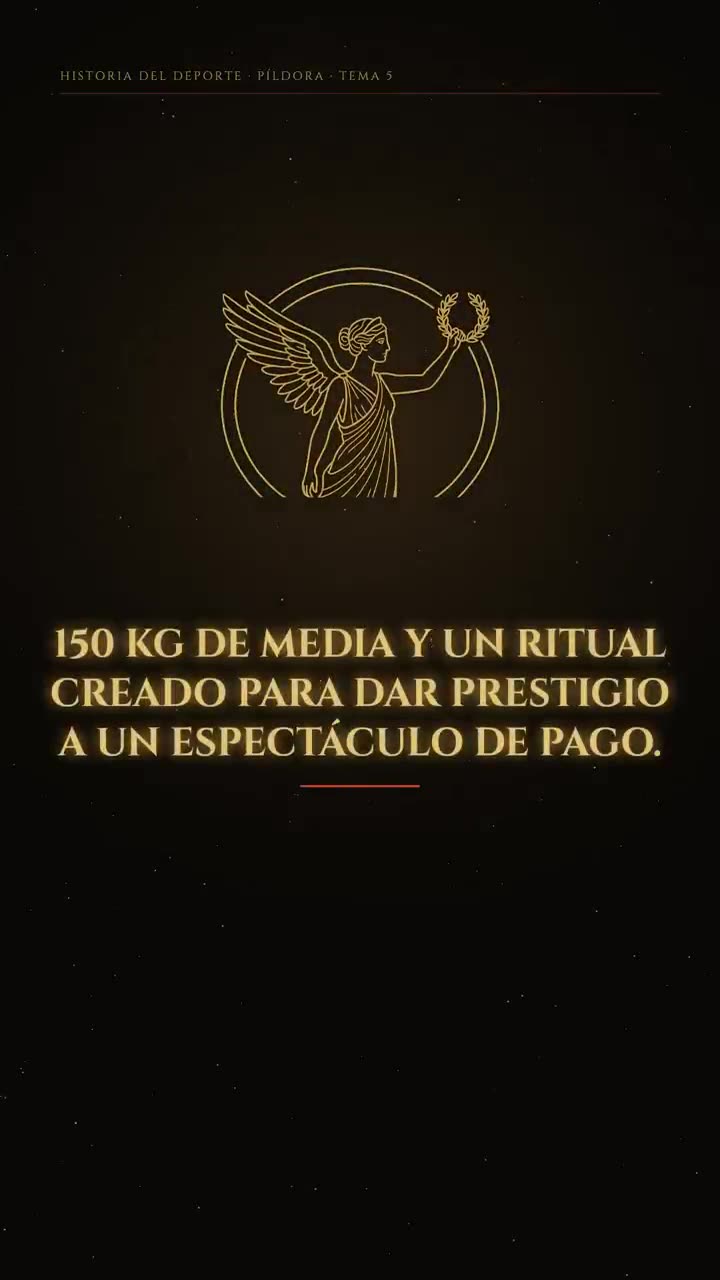 HISTORIA DEL DEPORTE · PÍLDORA · TEMA 5
150 KG DE MEDIA Y UN RITUAL
CREADO PARA DAR PRESTIGIO
A UN ESPECTÁCULO DE PAGO.